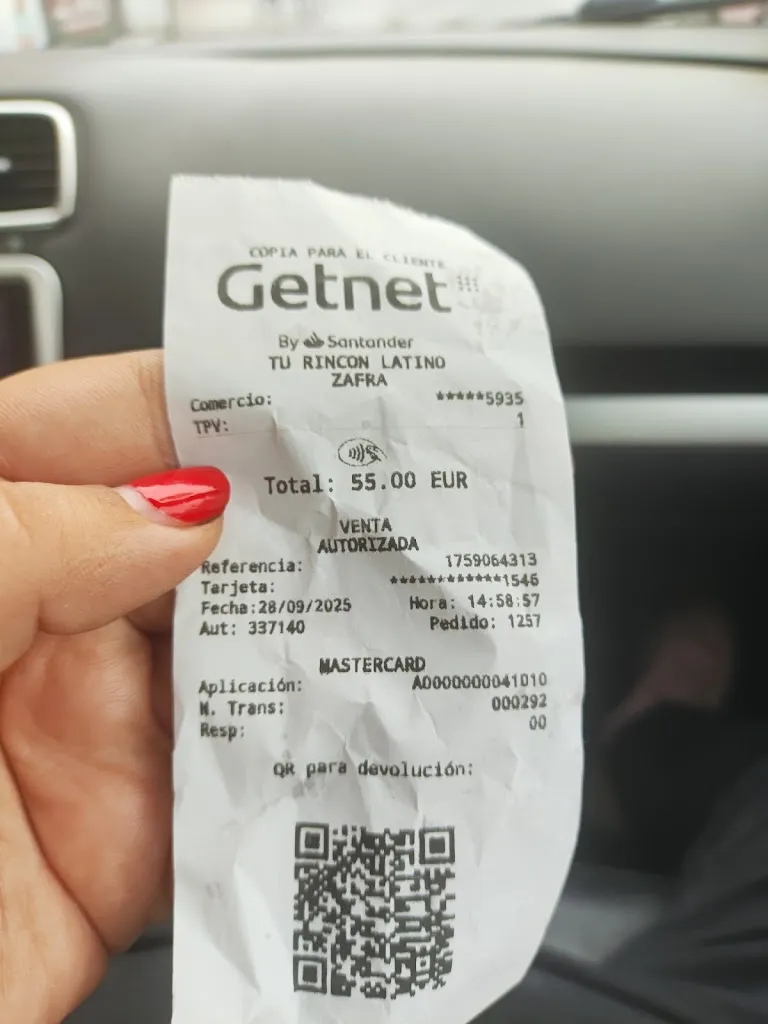 COPIA PARA EL CLIENTE
Getnet
By Santander
TU RINCON LATINO
ZAFRA
Comercio: *****5935
TPV: 1
Total: 55.00 EUR
VENTA
AUTORIZADA
Referencia: 1759064313
Tarjeta: ************1546
Fecha:28/09/2025 Hora: 14:58:57
Aut: 337140 Pedido: 1257
MASTERCARD
Aplicación: A0000000041010
N. Trans: 000292
Resp: 00
QR para devolución: